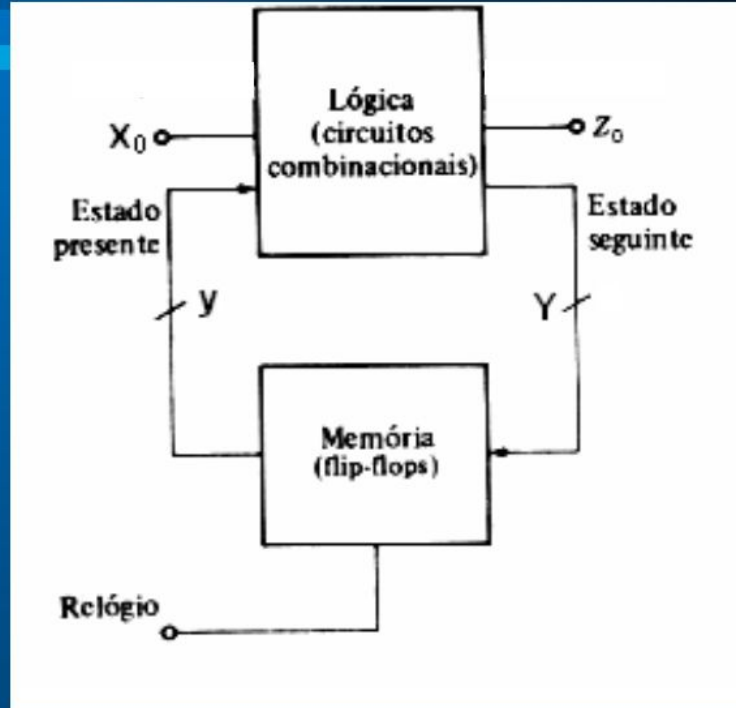 Lógica
(circuitos
combinacionais)
X₀
Z₀
Estado
presente
Estado
seguinte
y
Y
Memória
(flip-flops)
Relógio